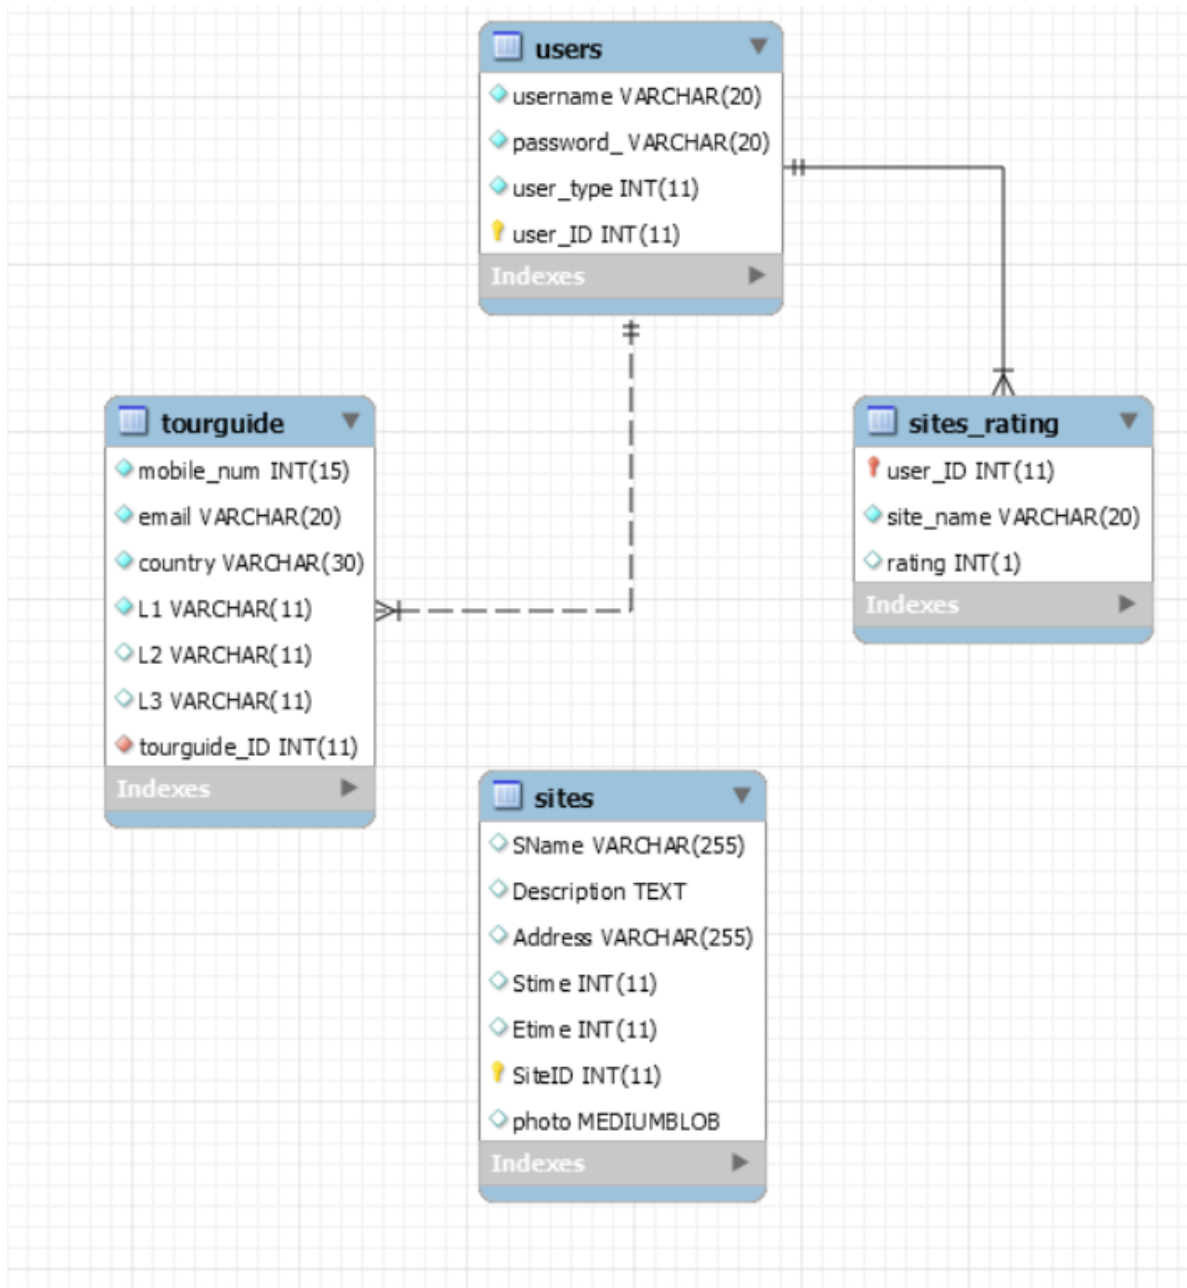 users
username VARCHAR(20)
password_ VARCHAR(20)
user_type INT(11)
user_ID INT(11)
Indexes
tourguide
mobile_num INT(15)
email VARCHAR(20)
country VARCHAR(30)
L1 VARCHAR(11)
L2 VARCHAR(11)
L3 VARCHAR(11)
tourguide_ID INT(11)
Indexes
sites_rating
user_ID INT(11)
site_name VARCHAR(20)
rating INT(1)
Indexes
sites
SName VARCHAR(255)
Description TEXT
Address VARCHAR(255)
Stime INT(11)
Etime INT(11)
SiteID INT(11)
photo MEDIUMBLOB
Indexes